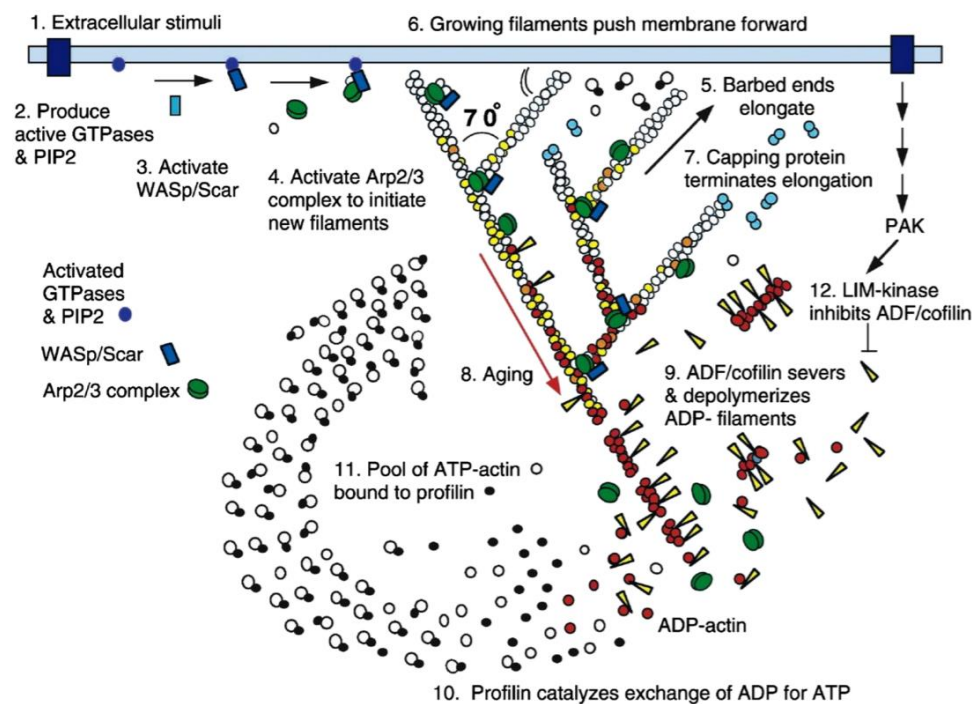 1. Extracellular stimuli
2. Produce
active GTPases
& PIP2
3. Activate
WASp/Scar
4. Activate Arp2/3
complex to initiate
new filaments
70°
6. Growing filaments push membrane forward
5. Barbed ends
elongate
7. Capping protein
terminates elongation
PAK
12. LIM-kinase
inhibits ADF/cofilin
Activated
GTPases
& PIP2
WASp/Scar
Arp2/3 complex
8. Aging
9. ADF/cofilin severs
& depolymerizes
ADP- filaments
11. Pool of ATP-actin
bound to profilin
ADP-actin
10. Profilin catalyzes exchange of ADP for ATP